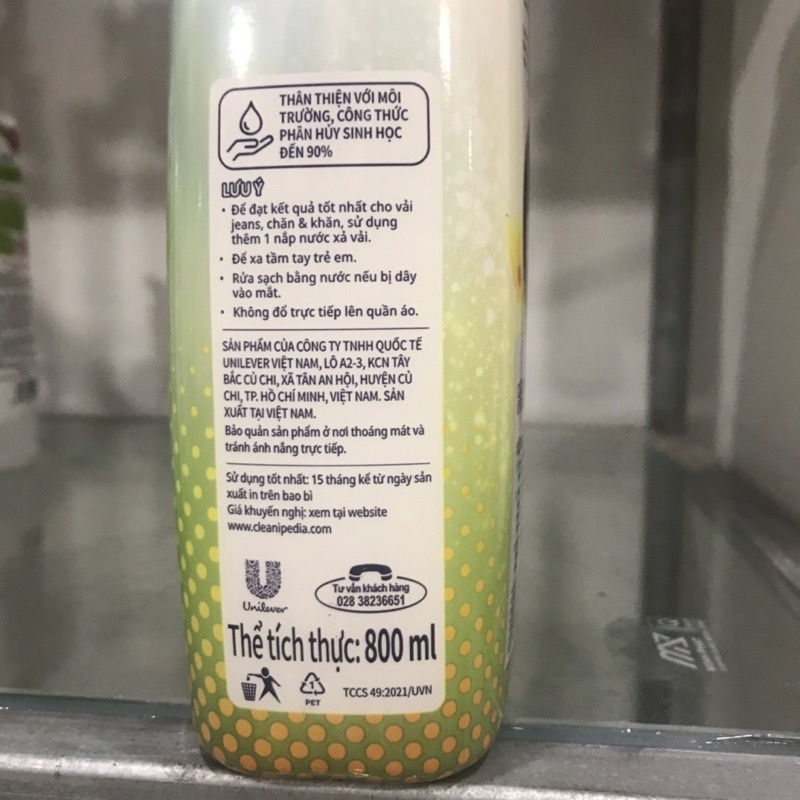 THÂN THIỆN VỚI MÔI
TRƯỜNG, CÔNG THỨC
PHÂN HỦY SINH HỌC
ĐẾN 90%
LƯU Ý
• Để đạt kết quả tốt nhất cho vải
jeans, chăn & khăn, sử dụng
thêm 1 nắp nước xả vải.
• Để xa tầm tay trẻ em.
• Rửa sạch bằng nước nếu bị dây
vào mắt.
• Không đổ trực tiếp lên quần áo.
SẢN PHẨM CỦA CÔNG TY TNHH QUỐC TẾ
UNILEVER VIỆT NAM, LÔ A2-3, KCN TÂY
BẮC CỦ CHI, XÃ TÂN AN HỘI, HUYỆN CỦ
CHI, TP. HỒ CHÍ MINH, VIỆT NAM. SẢN
XUẤT TẠI VIỆT NAM.
Bảo quản sản phẩm ở nơi thoáng mát và
tránh ánh nắng trực tiếp.
Sử dụng tốt nhất: 15 tháng kể từ ngày sản
xuất in trên bao bì
Giá khuyến nghị: xem tại website
www.cleanipedia.com
Unilever
Tư vấn khách hàng
028 38236651
Thể tích thực: 800 ml
1
PET
TCCS 49:2021/UVN